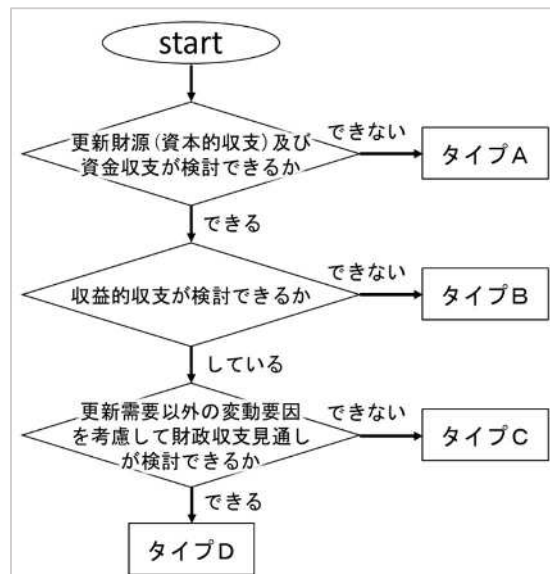 start
更新財源(資本的収支)及び
資金収支が検討できるか
できない
タイプA
できる
収益的収支が検討できるか
できない
タイプB
している
更新需要以外の変動要因
を考慮して財政収支見通し
が検討できるか
できない
タイプC
できる
タイプD